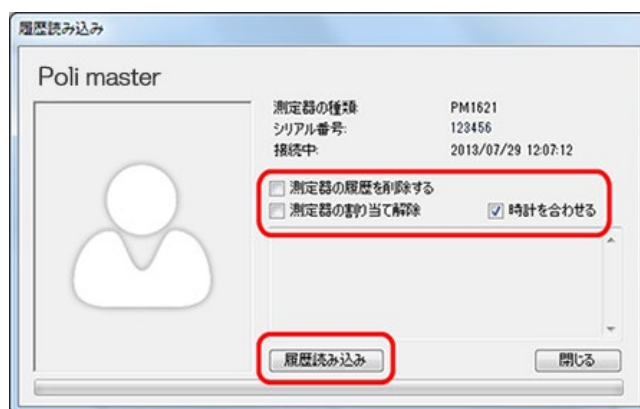 履歴読み込み
Poli master
測定器の種類: PM1621
シリアル番号: 123456
接続中: 2013/07/29 12:07:12
測定器の履歴を削除する
測定器の割り当て解除 時計を合わせる
履歴読み込み 閉じる